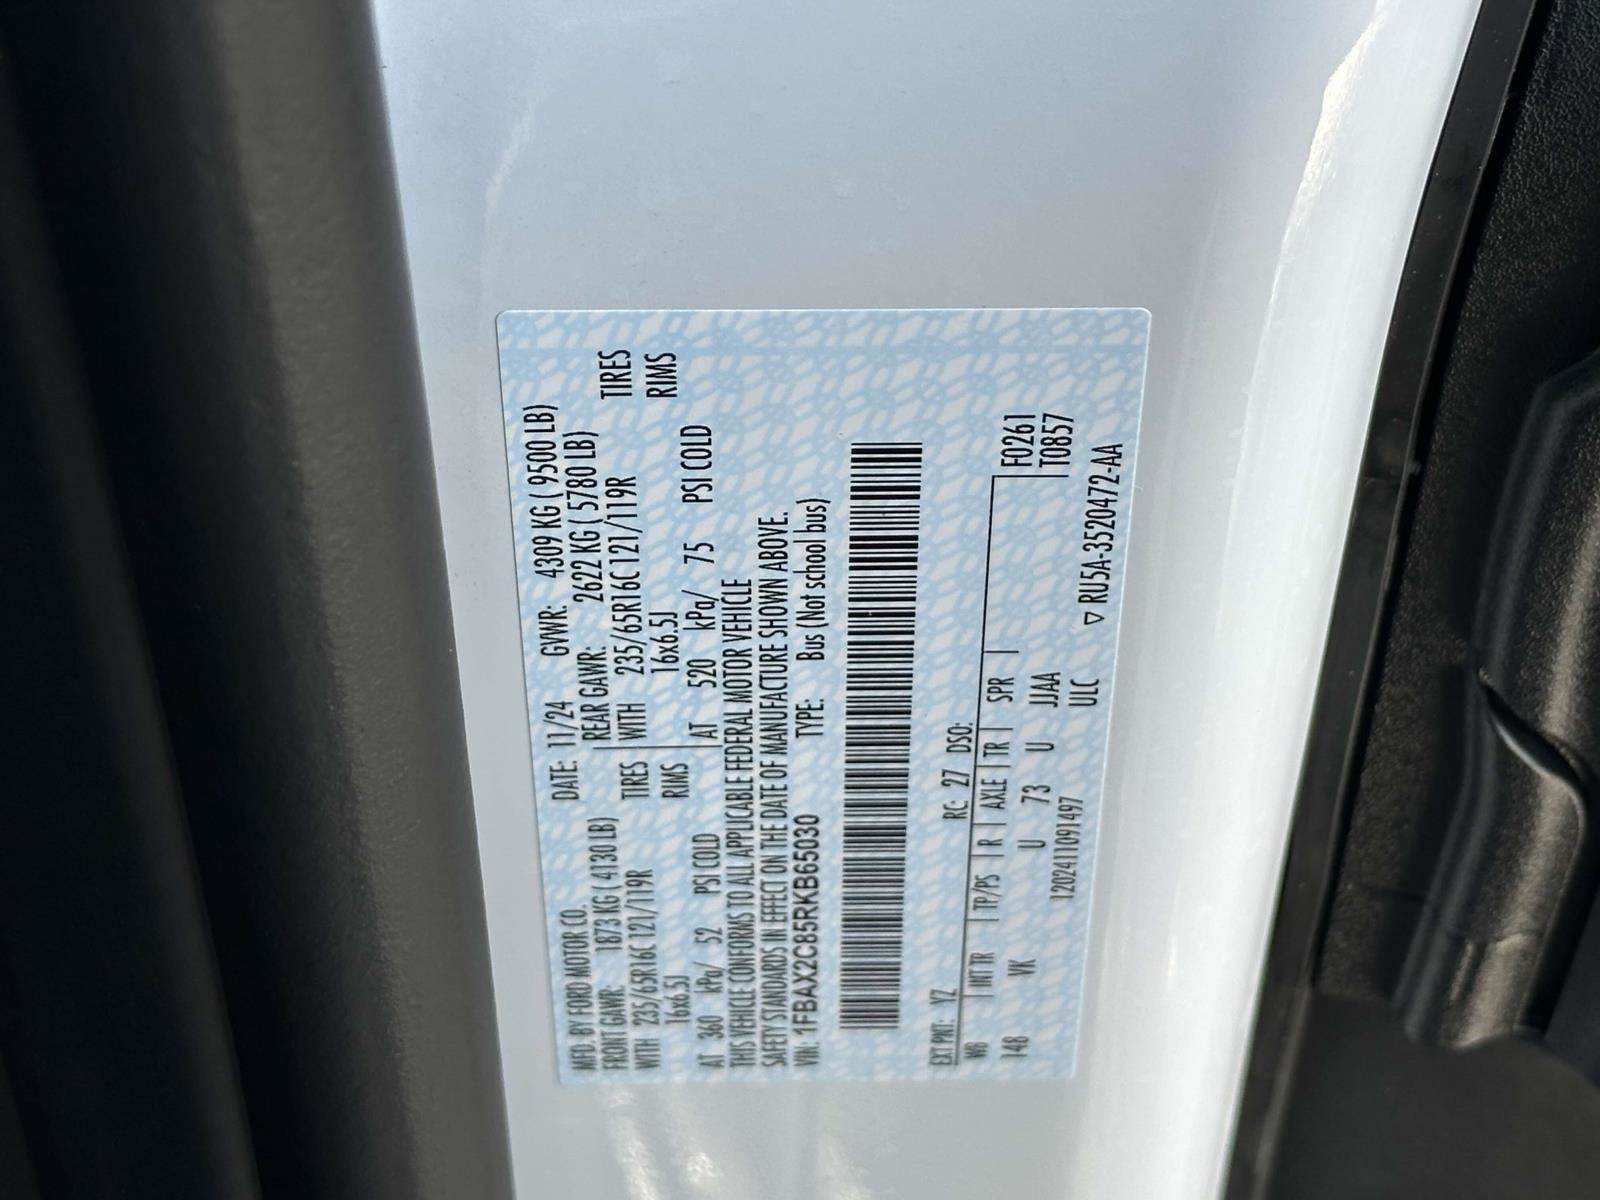 MFD. BY FORD MOTOR CO. DATE: 11/24 GVWR: 4309 KG ( 9500 LB)
FRONT GAWR: 1873 KG ( 4130 LB) REAR GAWR: 2622 KG ( 5780 LB)
WITH 235/65R16C 121/119R TIRES WITH 235/65R16C 121/119R TIRES
16x6.5J RIMS 16x6.5J RIMS
AT 360 kPa/ 52 PSI COLD AT 520 kPa/ 75 PSI COLD
THIS VEHICLE CONFORMS TO ALL APPLICABLE FEDERAL MOTOR VEHICLE
SAFETY STANDARDS IN EFFECT ON THE DATE OF MANUFACTURE SHOWN ABOVE.
VIN: 1FBAX2C85RKB65030 TYPE: Bus (Not school bus)
EXT PNT: YZ RC: 27 DSO:
WB INT TR TP/PS R AXLE TR SPR F0261
148 VK U 73 U JJAA T0857
12024110911497 ULC
▽ RU5A-3520472-AA